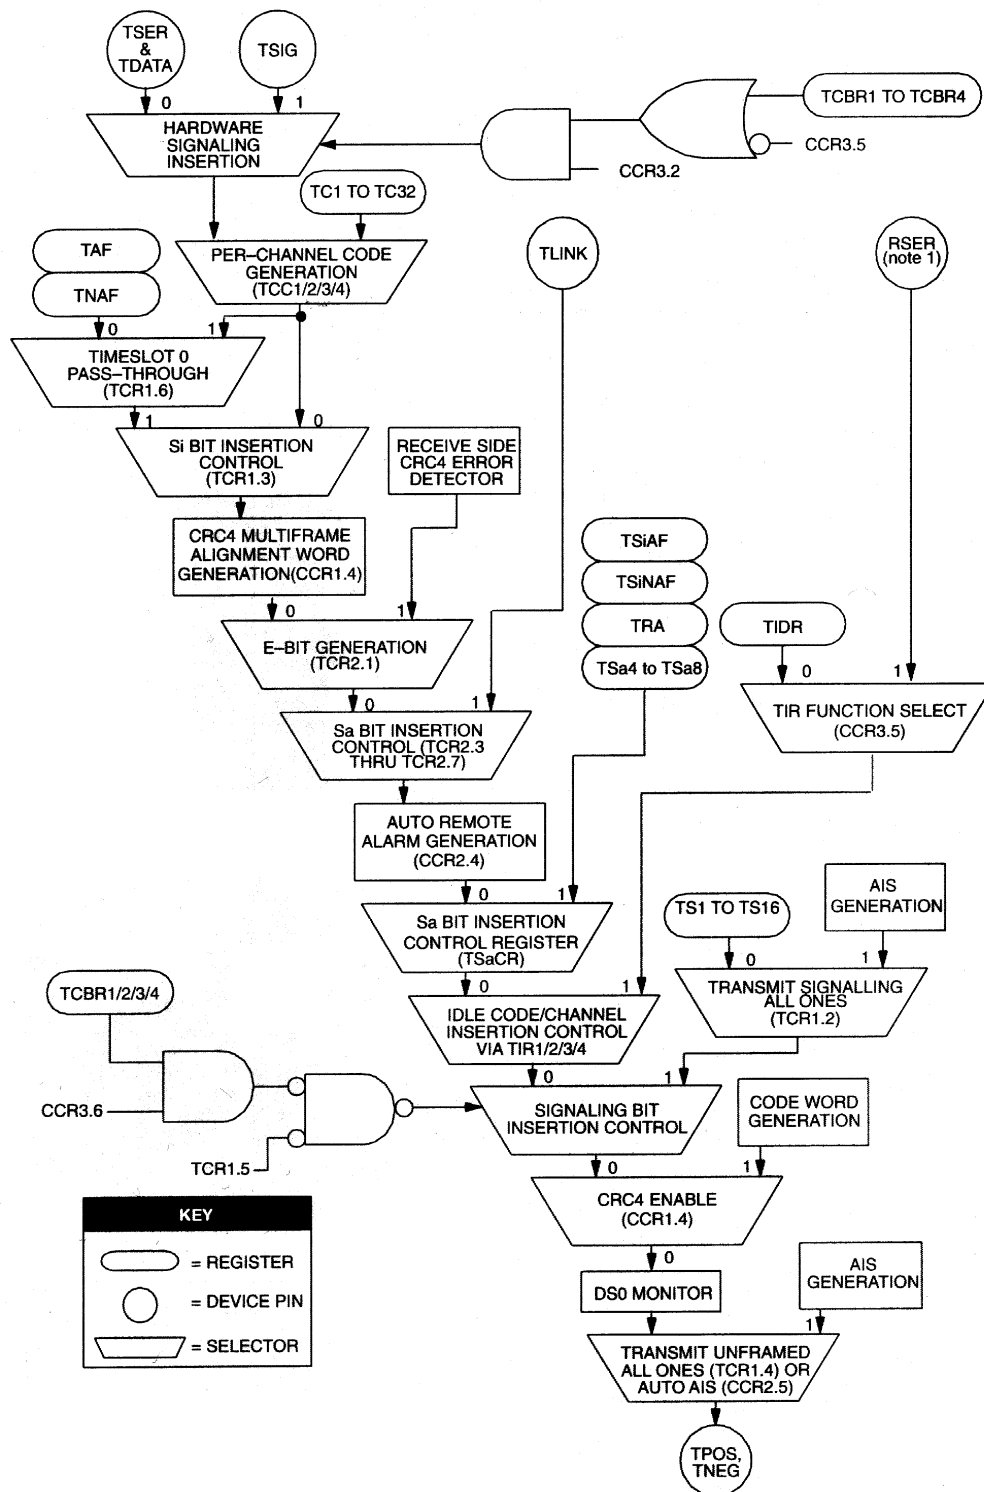 TSER
&
TDATA
TSIG
0
1
TCBR1 TO TCBR4
HARDWARE
SIGNALING
INSERTION
CCR3.5
CCR3.2
TC1 TO TC32
TAF
TNAF
PER–CHANNEL CODE
GENERATION
(TCC1/2/3/4)
TLINK
RSER
(note 1)
0
1
TIMESLOT 0
PASS–THROUGH
(TCR1.6)
1
0
Si BIT INSERTION
CONTROL
(TCR1.3)
RECEIVE SIDE
CRC4 ERROR
DETECTOR
CRC4 MULTIFRAME
ALIGNMENT WORD
GENERATION(CCR1.4)
TSiAF
TSiNAF
TRA
TSa4 to TSa8
0
1
TIDR
E–BIT GENERATION
(TCR2.1)
0
1
0
1
TIR FUNCTION SELECT
(CCR3.5)
Sa BIT INSERTION
CONTROL (TCR2.3
THRU TCR2.7)
AUTO REMOTE
ALARM GENERATION
(CCR2.4)
0
1
AIS
GENERATION
TS1 TO TS16
Sa BIT INSERTION
CONTROL REGISTER
(TSaCR)
0
1
0
1
TRANSMIT SIGNALLING
ALL ONES
(TCR1.2)
TCBR1/2/3/4
IDLE CODE/CHANNEL
INSERTION CONTROL
VIA TIR1/2/3/4
0
1
CCR3.6
SIGNALING BIT
INSERTION CONTROL
CODE WORD
GENERATION
TCR1.5
0
1
CRC4 ENABLE
(CCR1.4)
0
KEY
= REGISTER
= DEVICE PIN
= SELECTOR
DS0 MONITOR
AIS
GENERATION
1
TRANSMIT UNFRAMED
ALL ONES (TCR1.4) OR
AUTO AIS (CCR2.5)
TPOS,
TNEG